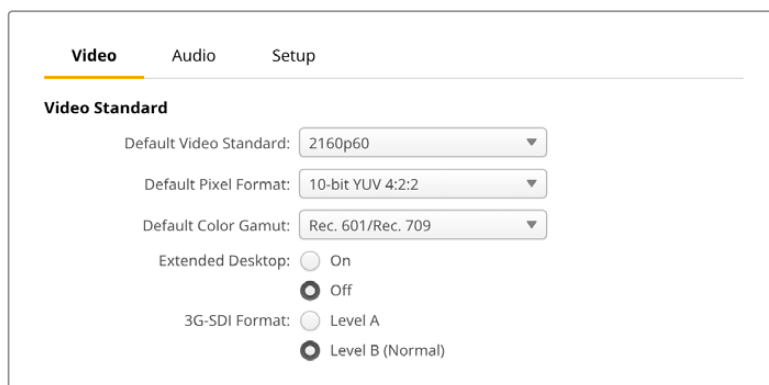 Video Audio Setup
Video Standard
Default Video Standard: 2160p60
Default Pixel Format: 10-bit YUV 4:2:2
Default Color Gamut: Rec. 601/Rec. 709
Extended Desktop: On
Off
3G-SDI Format: Level A
Level B (Normal)